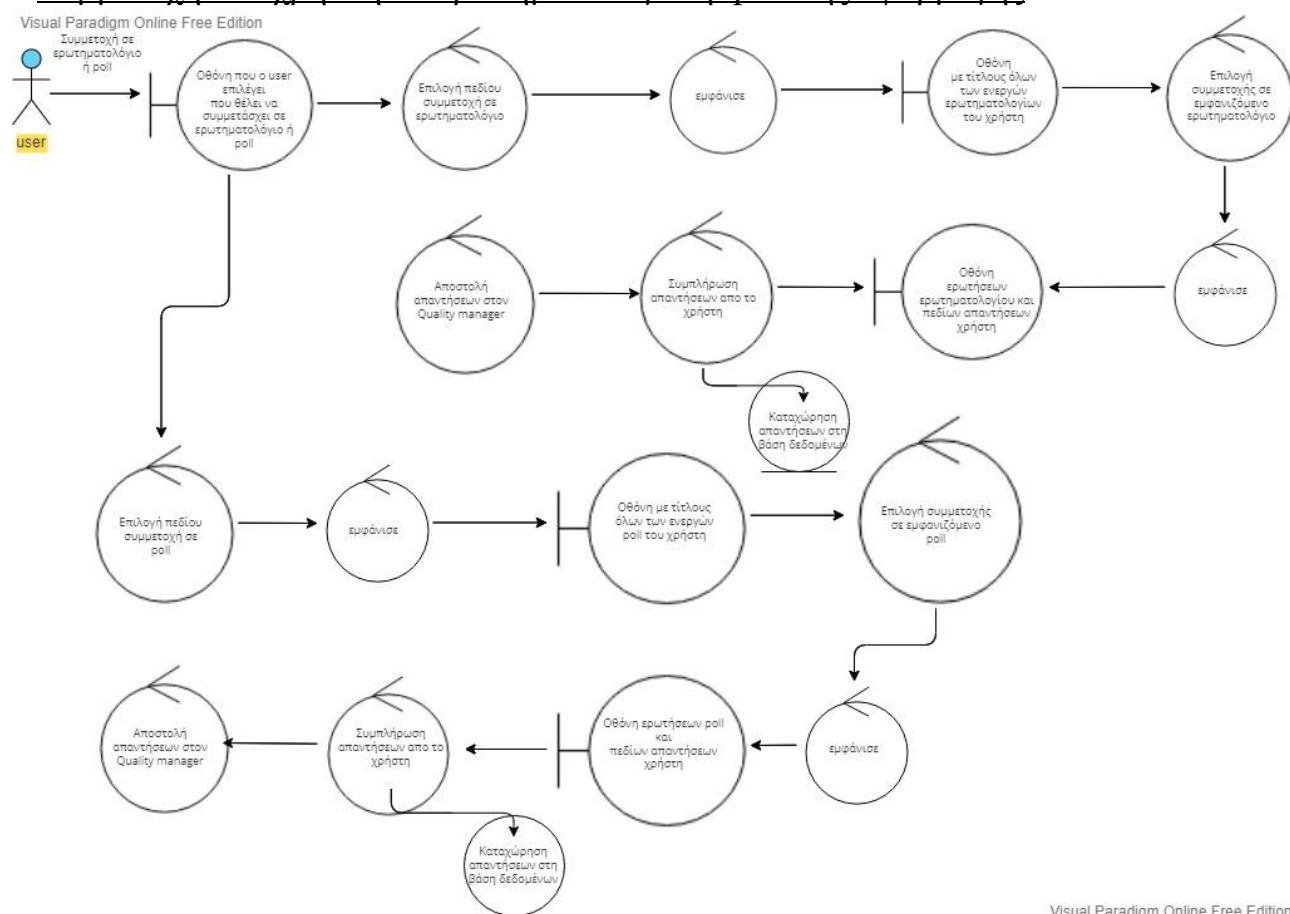 Visual Paradigm Online Free Edition
Συμμετοχή σε
ερωτηματολόγιο
ή poll
user
Οθόνη που ο user
επιλέγει
που θέλει να
συμμετάσχει σε
ερωτηματολόγιο ή
poll
Επιλογή πεδίου
συμμετοχή σε
ερωτηματολόγιο
εμφάνισε
Οθόνη
με τίτλους όλων
των ενεργών
ερωτηματολογίων
του χρήστη
Επιλογή
συμμετοχής σε
εμφανιζόμενο
ερωτηματολόγιο
Αποστολή
απαντήσεων στον
Quality manager
Συμπλήρωση
απαντήσεων απο το
χρήστη
Οθόνη
ερωτήσεων
ερωτηματολογίου και
πεδίων απαντήσεων
χρήστη
εμφάνισε
Καταχώρηση
απαντήσεων στη
βάση δεδομένων
Επιλογή πεδίου
συμμετοχή σε
poll
εμφάνισε
Οθόνη με τίτλους
όλων των ενεργών
poll του χρήστη
Επιλογή συμμετοχής
σε εμφανιζόμενο
poll
Αποστολή
απαντήσεων στον
Quality manager
Συμπλήρωση
απαντήσεων απο το
χρήστη
Οθόνη ερωτήσεων poll
και
πεδίων απαντήσεων
χρήστη
εμφάνισε
Καταχώρηση
απαντήσεων στη
βάση δεδομένων
Visual Paradigm Online Free Edition